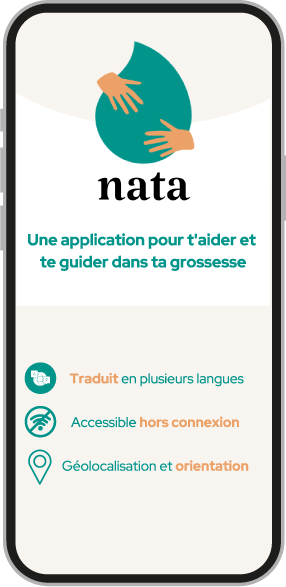 nata
Une application pour t'aider et
te guider dans ta grossesse
Traduit en plusieurs langues
Accessible hors connexion
Géolocalisation et orientation